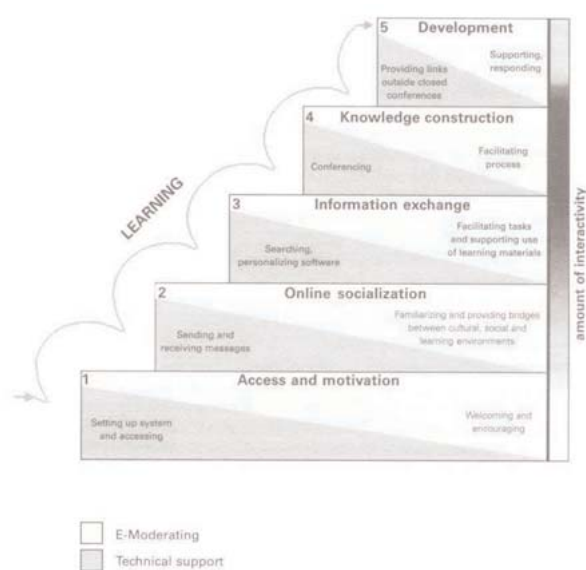 5 Development
Supporting,
responding
Providing links
outside closed
conferences
4 Knowledge construction
Facilitating
process
Conferencing
3 Information exchange
Facilitating tasks
and supporting use
of learning materials
Searching,
personalizing software
2 Online socialization
Familiarizing and providing bridges
between cultural, social and
learning environments
Sending and
receiving messages
1 Access and motivation
Welcoming and
encouraging
Setting up system
and accessing
LEARNING
amount of interactivity
E-Moderating
Technical support